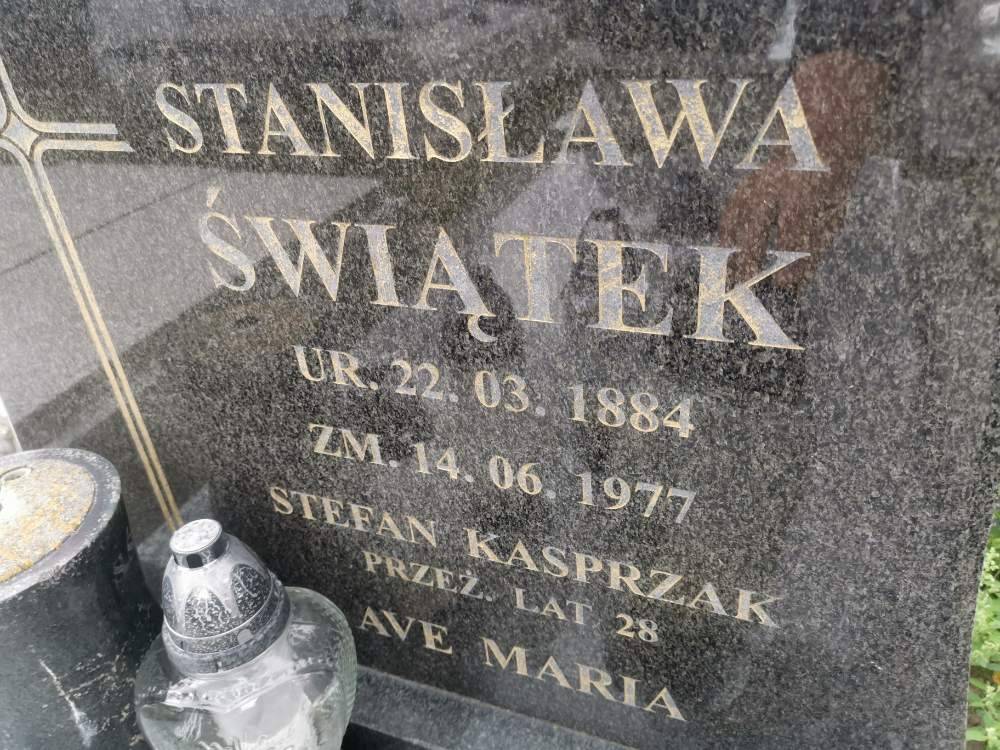 STANISŁAWA
ŚWIĄTEK
UR. 22. 03. 1884
ZM. 14. 06. 1977
STEFAN KASPRZAK
PRZEŻ. LAT 28
AVE MARIA